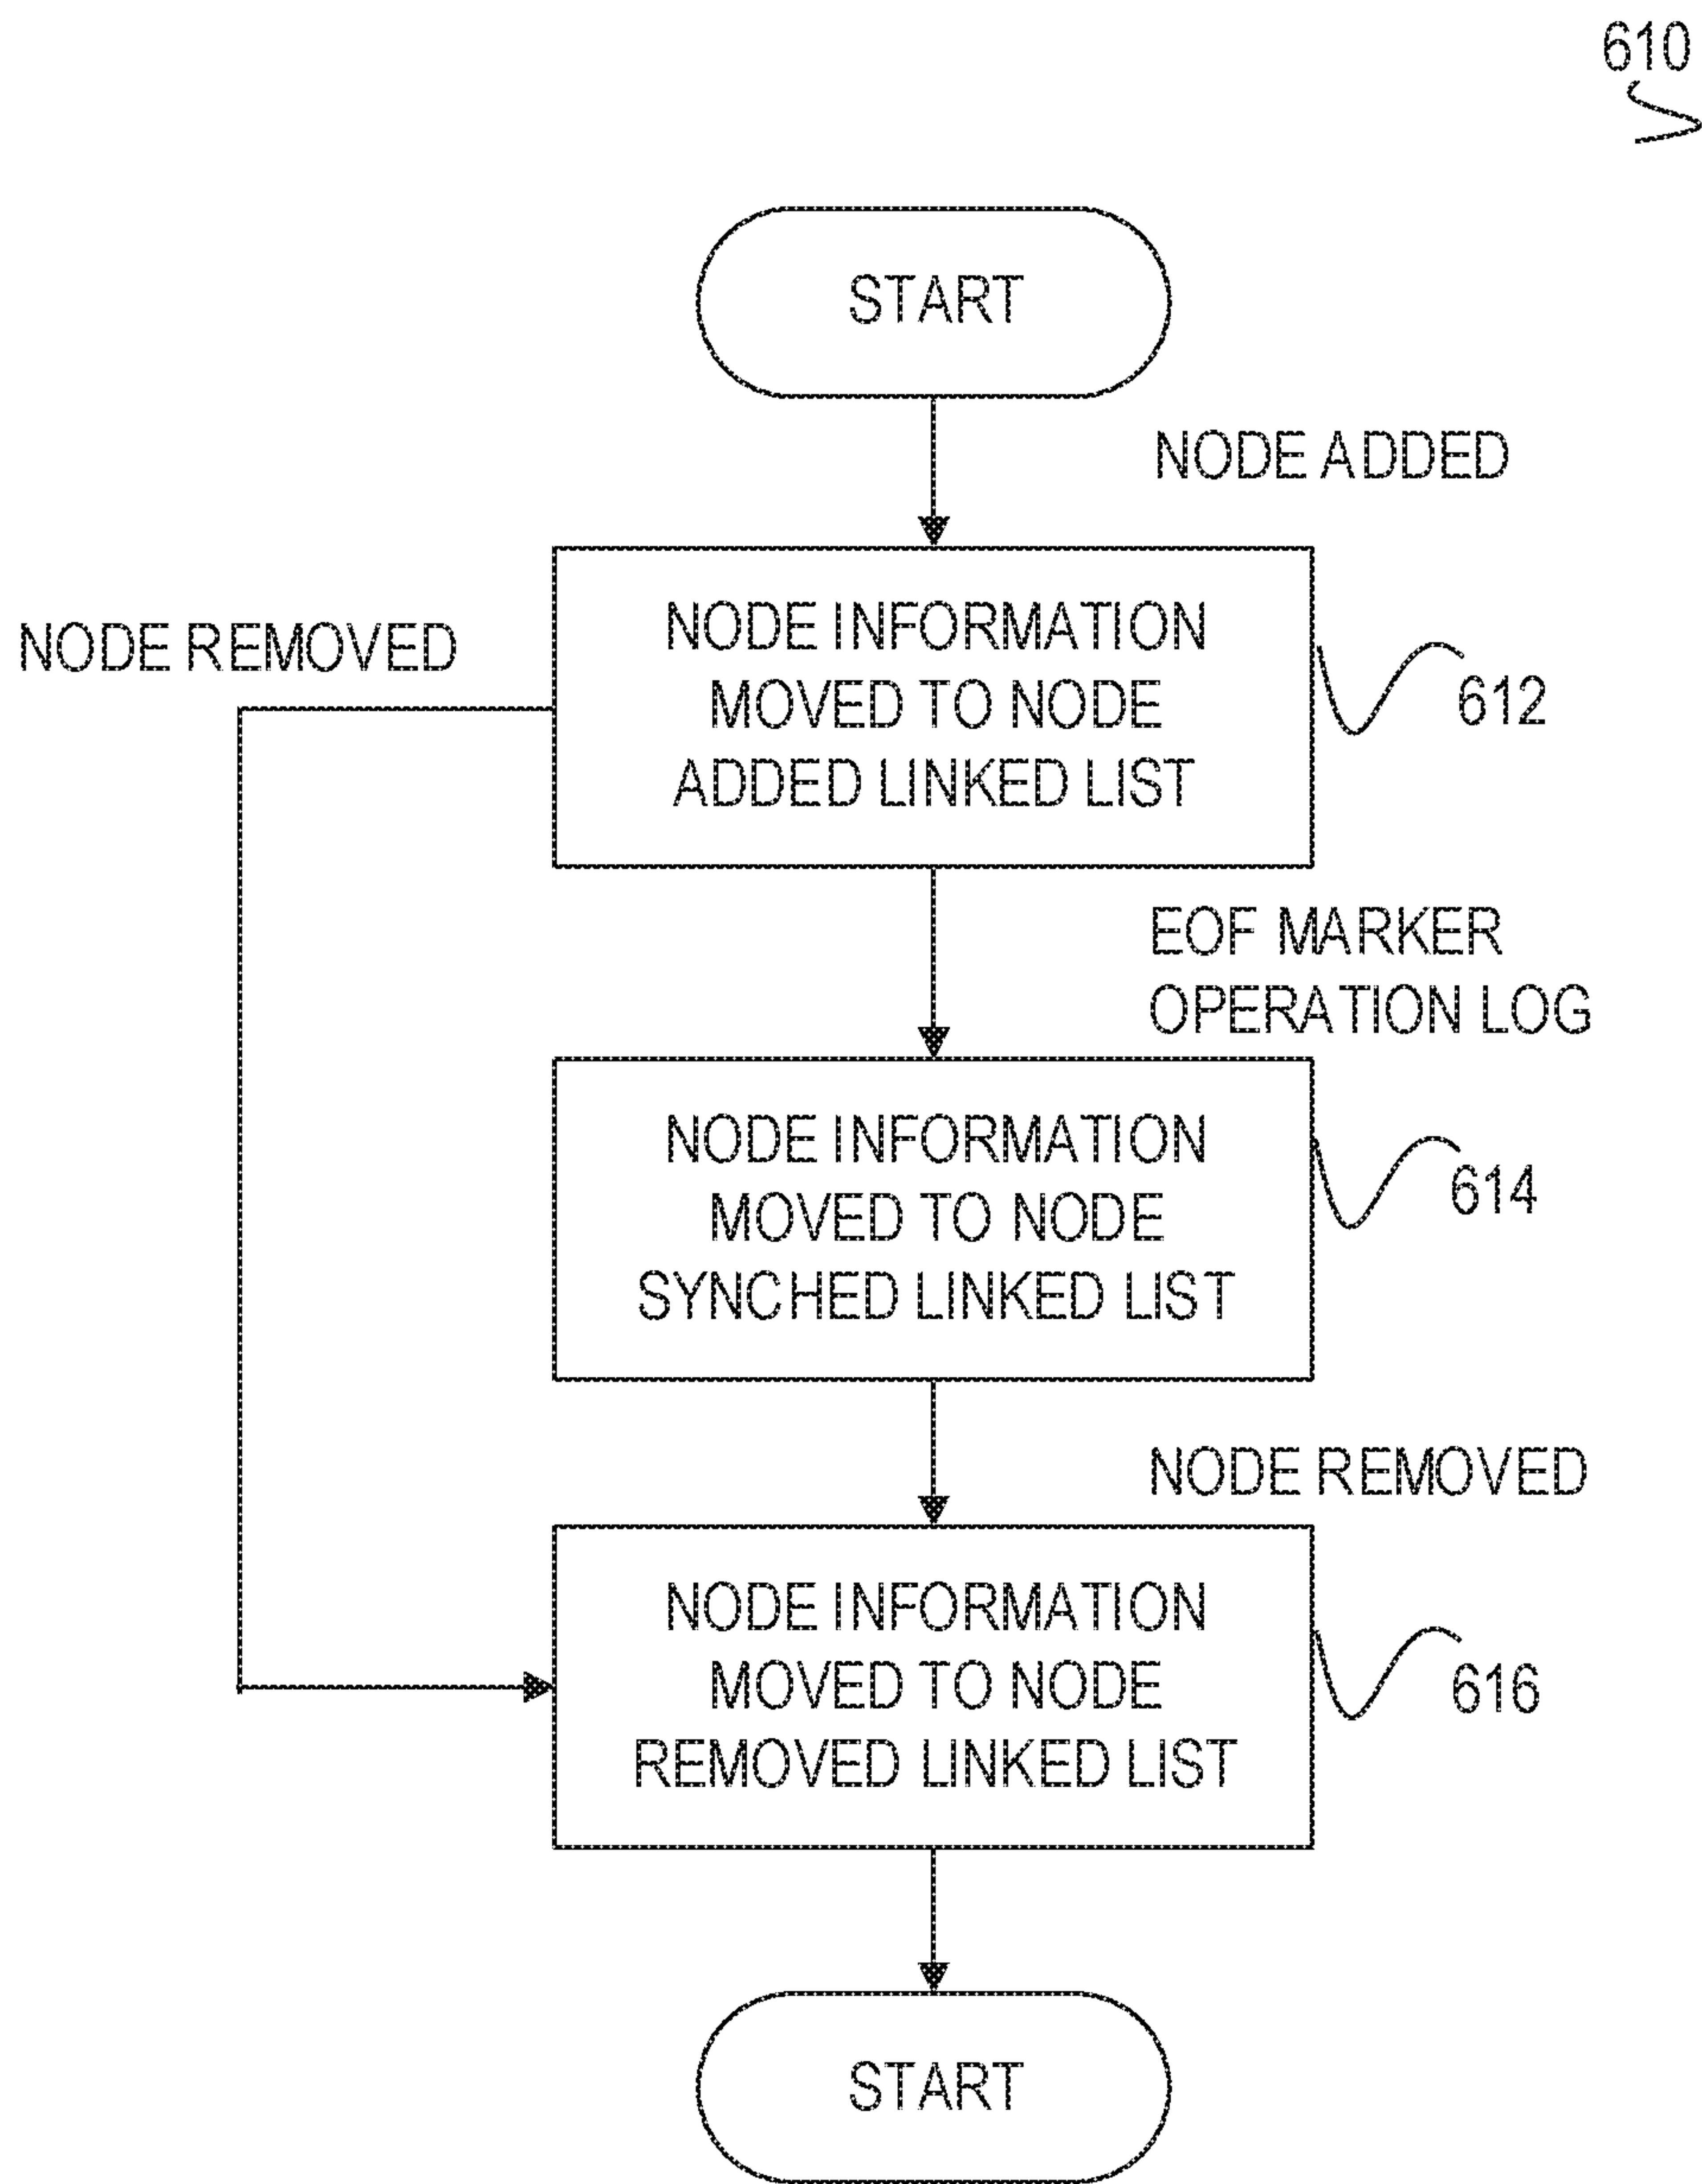 610
START
NODE ADDED
NODE REMOVED
NODE INFORMATION
MOVED TO NODE
ADDED LINKED LIST
612
EOF MARKER
OPERATION LOG
NODE INFORMATION
MOVED TO NODE
SYNCHED LINKED LIST
614
NODE REMOVED
NODE INFORMATION
MOVED TO NODE
REMOVED LINKED LIST
616
START